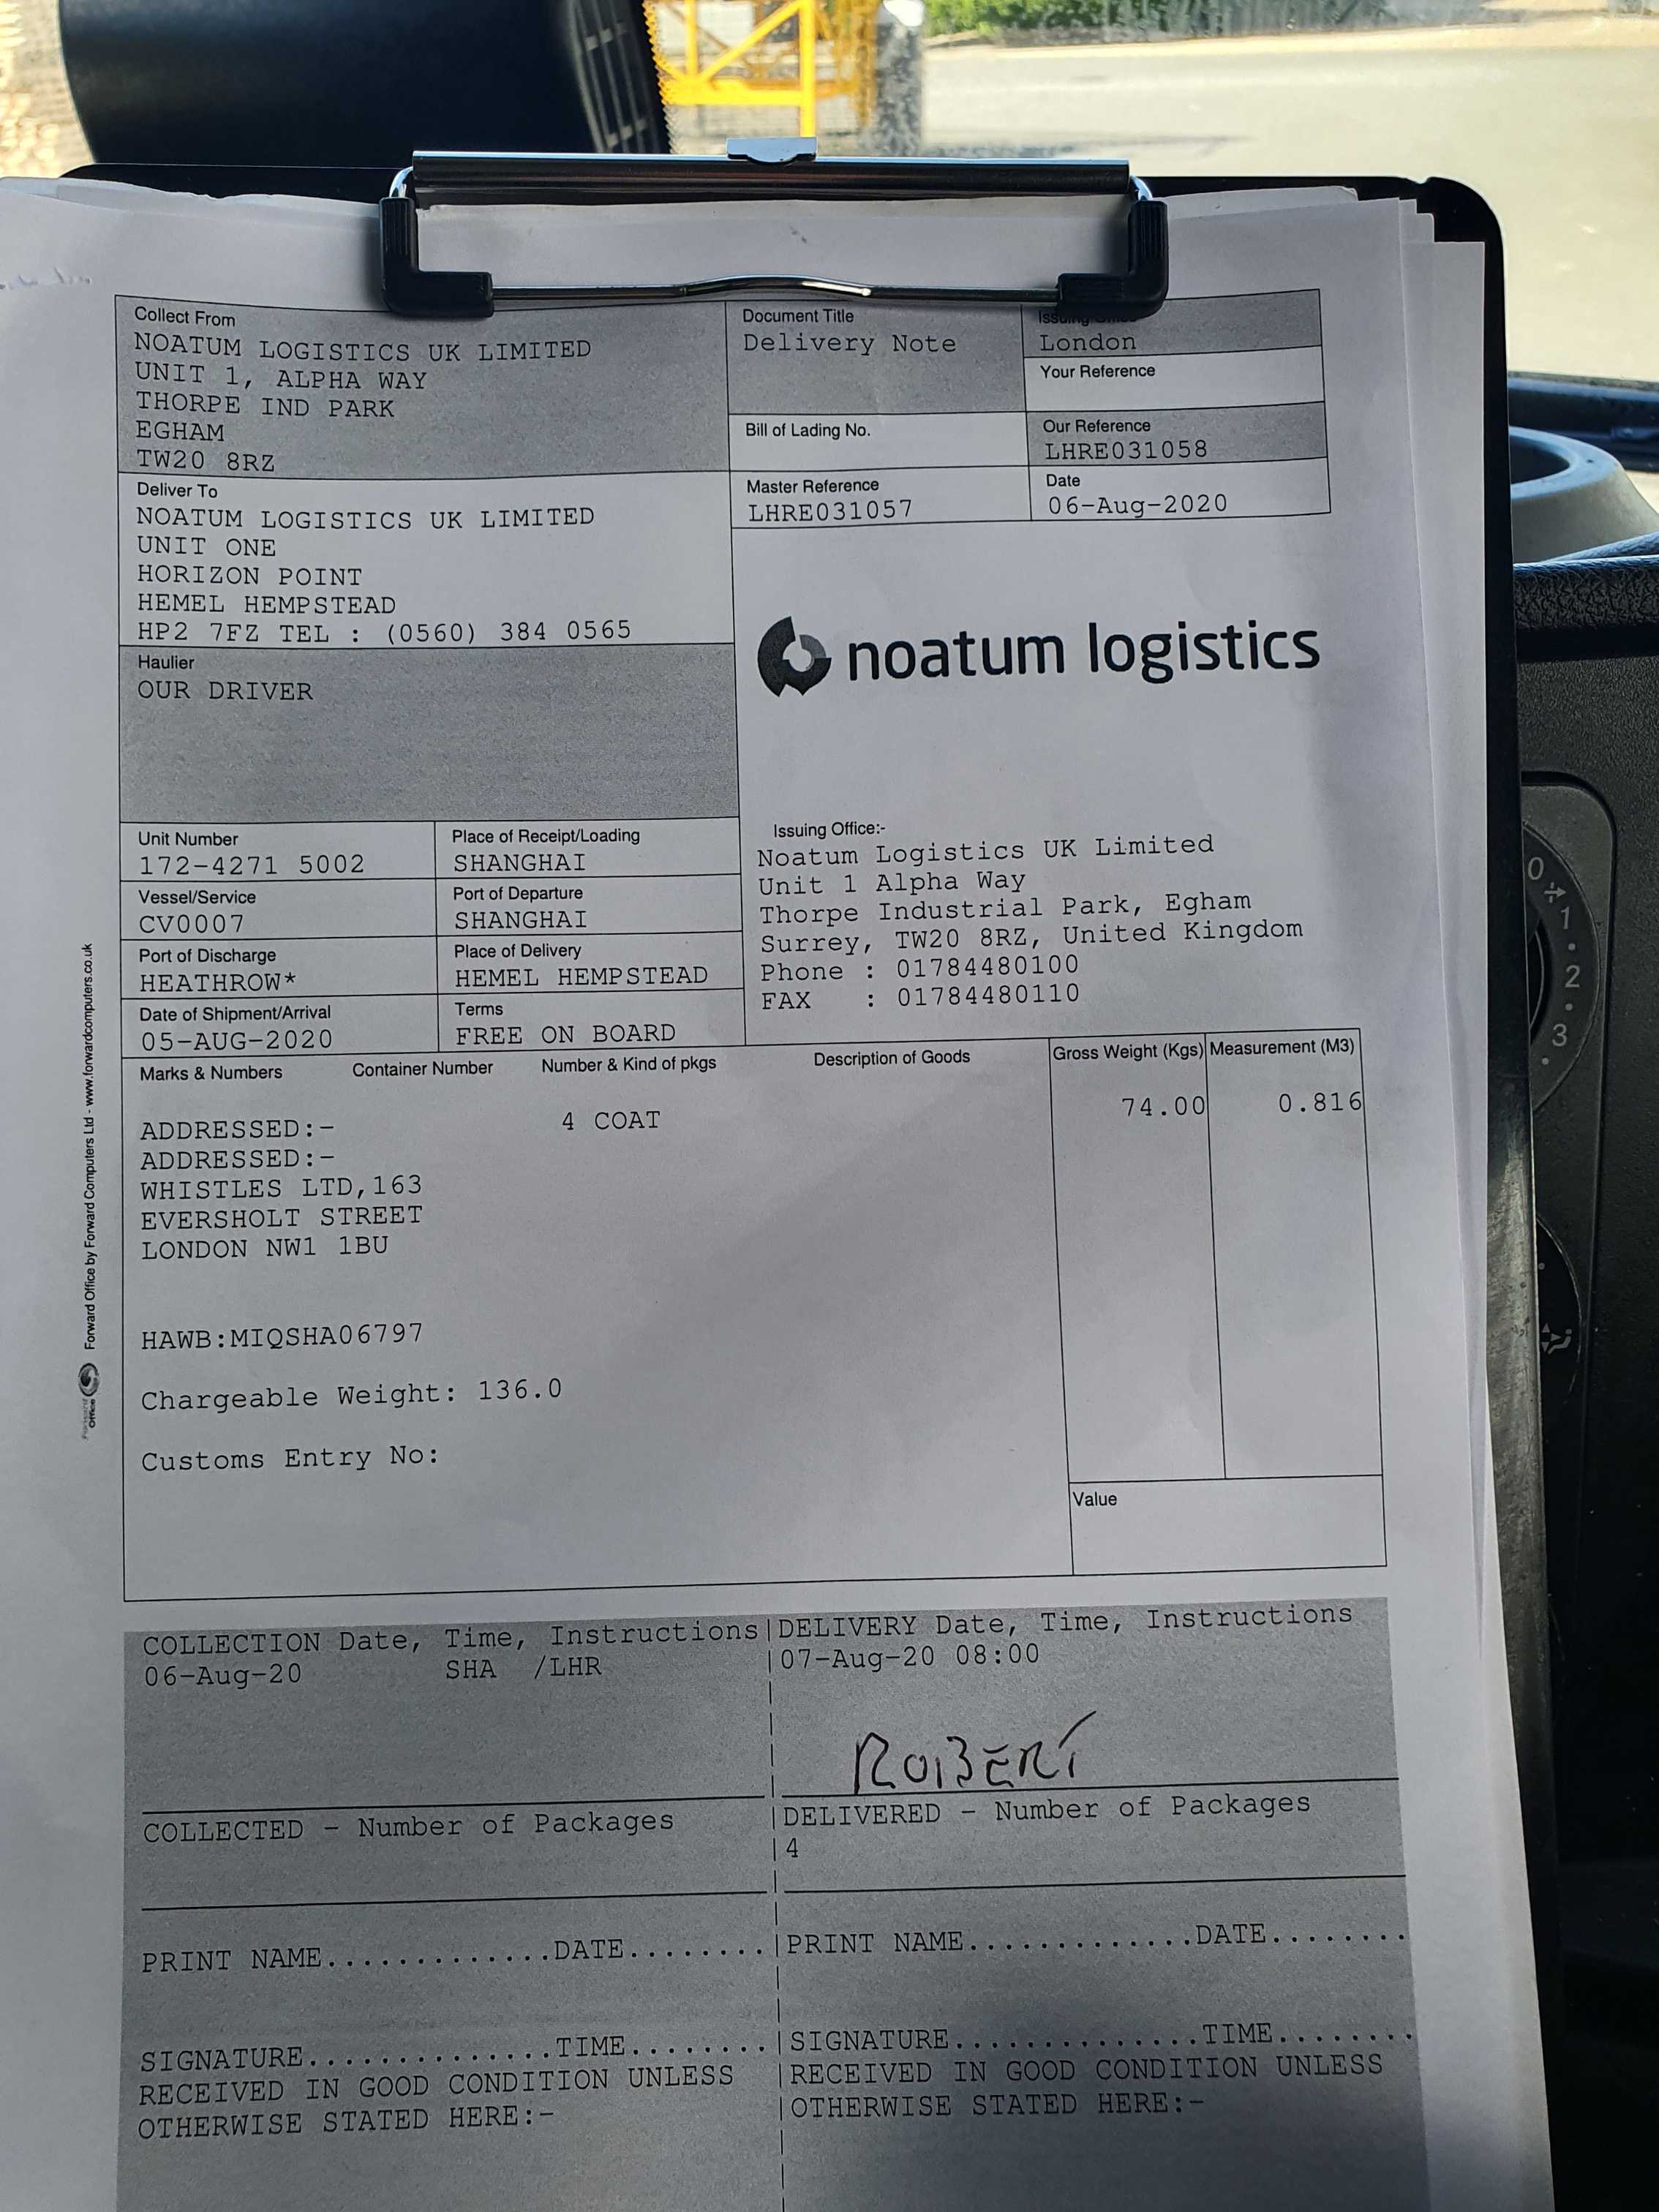 Collect From
NOATUM LOGISTICS UK LIMITED
UNIT 1, ALPHA WAY
THORPE IND PARK
EGHAM
TW20 8RZ
Document Title
Delivery Note
Issuing Office
London
Your Reference
Bill of Lading No.
Our Reference
LHRE031058
Master Reference
LHRE031057
Date
06-Aug-2020
Deliver To
NOATUM LOGISTICS UK LIMITED
UNIT ONE
HORIZON POINT
HEMEL HEMPSTEAD
HP2 7FZ TEL : (0560) 384 0565
noatum logistics
Haulier
OUR DRIVER
Unit Number
172-4271 5002
Place of Receipt/Loading
SHANGHAI
Vessel/Service
CV0007
Port of Departure
SHANGHAI
Port of Discharge
HEATHROW*
Place of Delivery
HEMEL HEMPSTEAD
Date of Shipment/Arrival
05-AUG-2020
Terms
FREE ON BOARD
Issuing Office:-
Noatum Logistics UK Limited
Unit 1 Alpha Way
Thorpe Industrial Park, Egham
Surrey, TW20 8RZ, United Kingdom
Phone : 01784480100
FAX : 01784480110
Marks & Numbers Container Number Number & Kind of pkgs Description of Goods Gross Weight (Kgs) Measurement (M3)
4 COAT 74.00 0.816
ADDRESSED:-
ADDRESSED:-
WHISTLES LTD,163
EVERSHOLT STREET
LONDON NW1 1BU
HAWB:MIQSHA06797
Chargeable Weight: 136.0
Customs Entry No:
Value
Forward Office by Forward Computers Ltd - www.forwardcomputers.co.uk
COLLECTION Date, Time, Instructions
06-Aug-20 SHA /LHR
DELIVERY Date, Time, Instructions
07-Aug-20 08:00
ROBERT
COLLECTED - Number of Packages
DELIVERED - Number of Packages
4
PRINT NAME.............DATE........
PRINT NAME.............DATE........
SIGNATURE..............TIME........
RECEIVED IN GOOD CONDITION UNLESS
OTHERWISE STATED HERE:-
SIGNATURE..............TIME........
RECEIVED IN GOOD CONDITION UNLESS
OTHERWISE STATED HERE:-
0
1
2
3